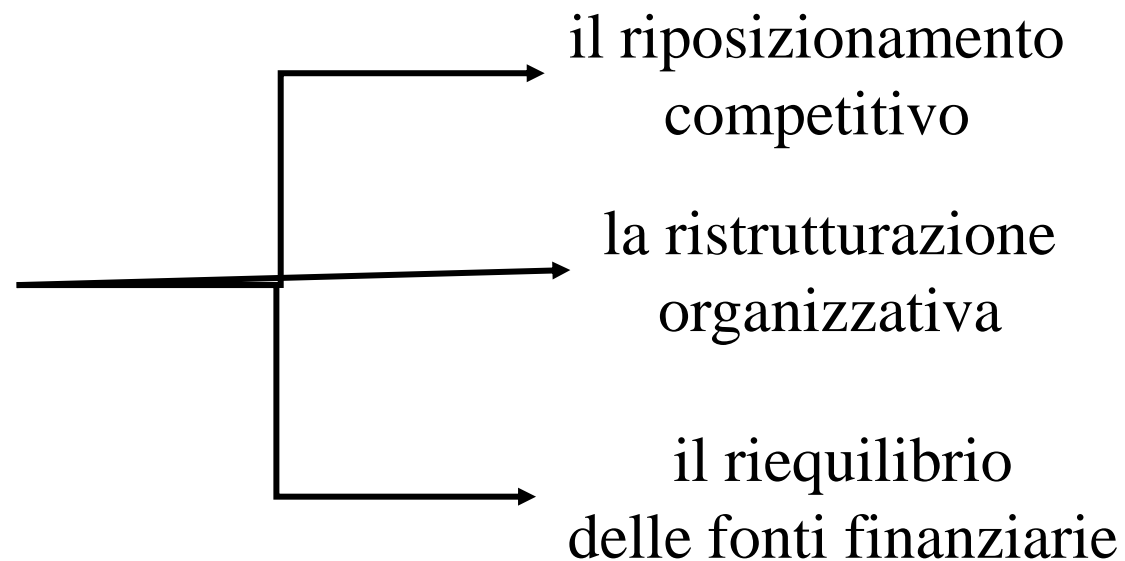 il riposizionamento
competitivo
la ristrutturazione
organizzativa
il riequilibrio
delle fonti finanziarie